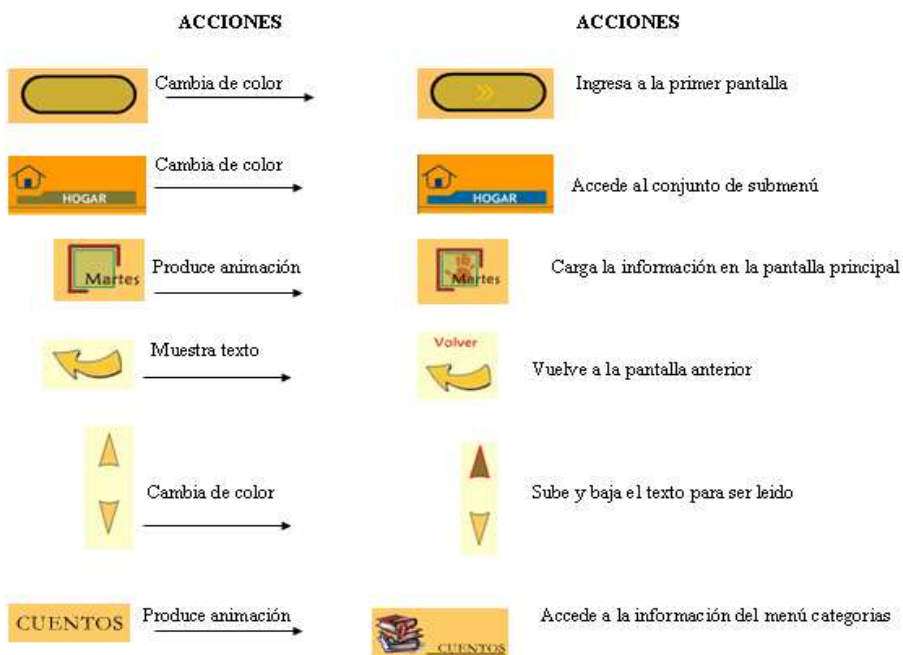 ACCIONES ACCIONES
Cambia de color Ingresa a la primer pantalla
Cambia de color
HOGAR HOGAR Accede al conjunto de submenú
Produce animación Carga la información en la pantalla principal
Martes Martes
Muestra texto Volver
Vuelve a la pantalla anterior
Cambia de color Sube y baja el texto para ser leido
CUENTOS Produce animación Accede a la información del menú categorias
CUENTOS